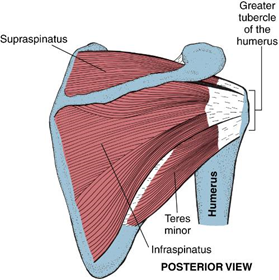 Greater
tubercle
of the
humerus
Supraspinatus
Humerus
Teres
minor
Infraspinatus
POSTERIOR VIEW